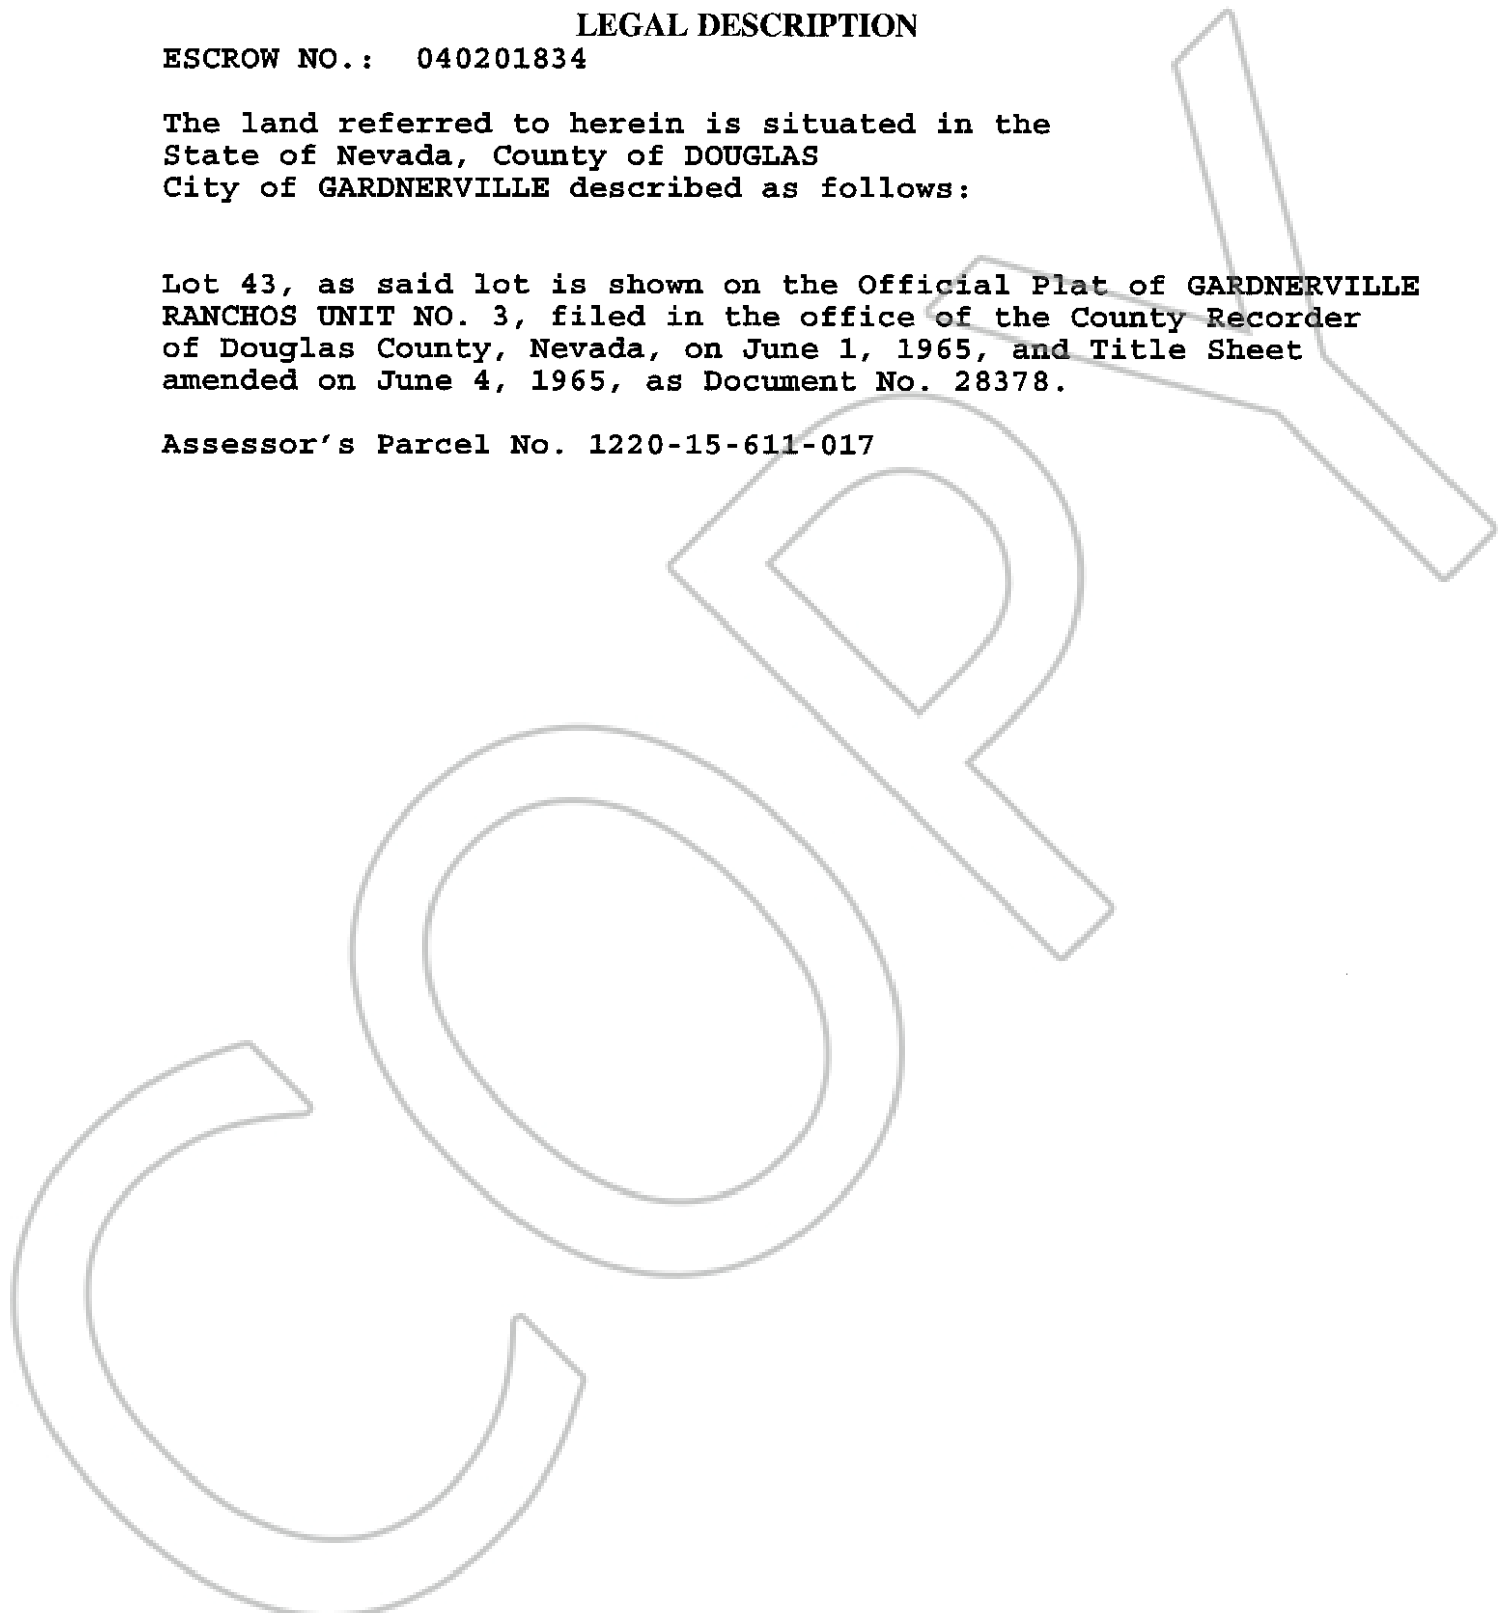 LEGAL DESCRIPTION
ESCROW NO.: 040201834
The land referred to herein is situated in the
State of Nevada, County of DOUGLAS
City of GARDNERVILLE described as follows:
Lot 43, as said lot is shown on the Official Plat of GARDNERVILLE
RANCHOS UNIT NO. 3, filed in the office of the County Recorder
of Douglas County, Nevada, on June 1, 1965, and Title Sheet
amended on June 4, 1965, as Document No. 28378.
Assessor's Parcel No. 1220-15-611-017
COPY